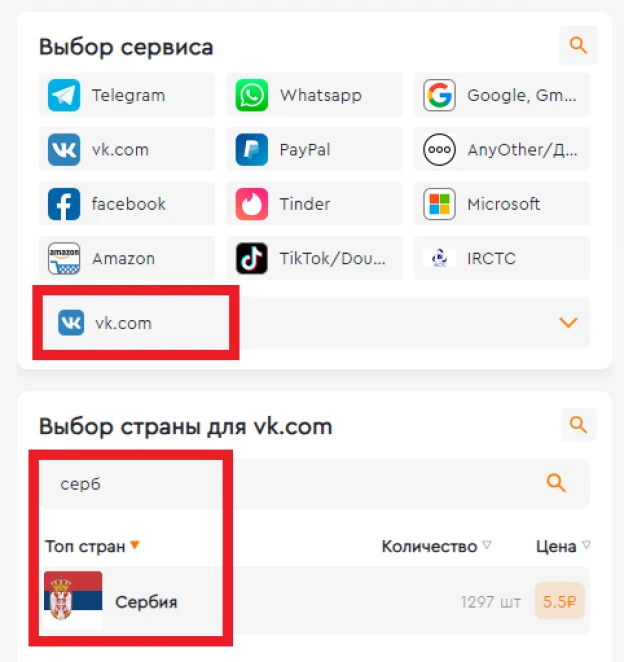 Выбор сервиса
Telegram Whatsapp Google, Gm...
vk.com PayPal AnyOther/Д...
facebook Tinder Microsoft
amazon Amazon TikTok/Dou... IRCTC
vk.com
Выбор страны для vk.com
серб
Топ стран Количество Цена
Сербия 1297 шт 5.5₽